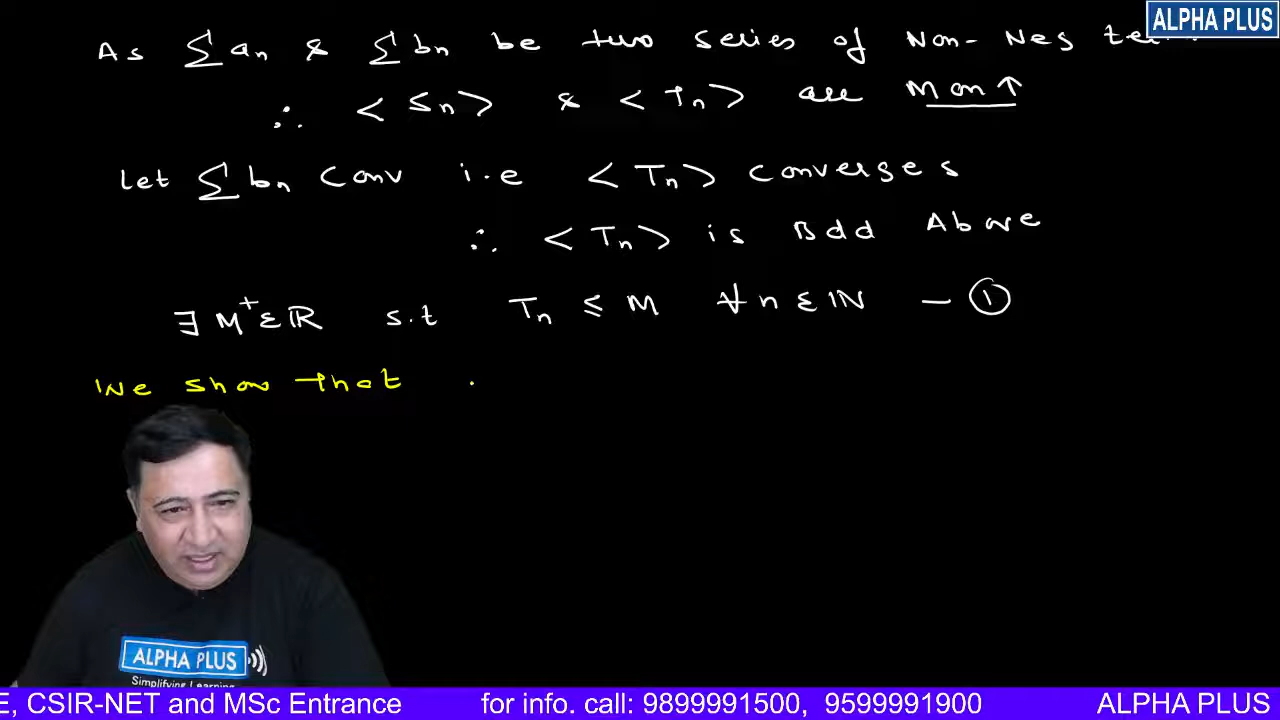 ALPHA PLUS
As ∑ an & ∑ bn be two series of Non-Neg
∴ < Sn > & < Tn > are Mon↑
Let ∑ bn Conv i.e < Tn > converges
∴ < Tn > is Bdd Above
∃ M⁺ ∈ ℝ s.t Tn ≤ M ∀ n ∈ ℕ — ①
We show that
ALPHA PLUS
Simplifying Learning
E, CSIR-NET and MSc Entrance for info. call: 9899991500, 9599991900 ALPHA PLUS